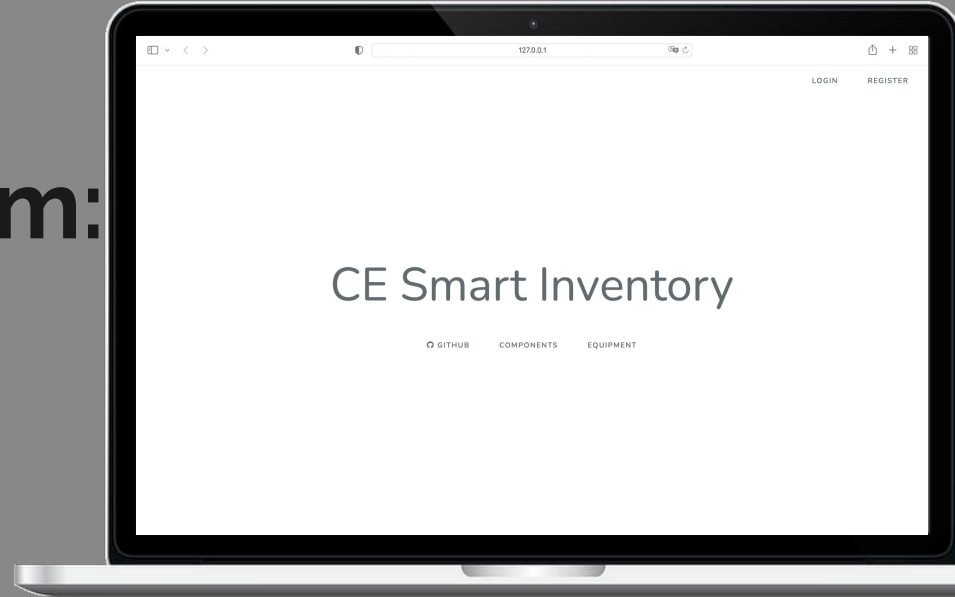 127.0.0.1
LOGIN REGISTER
m:
CE Smart Inventory
GITHUB COMPONENTS EQUIPMENT